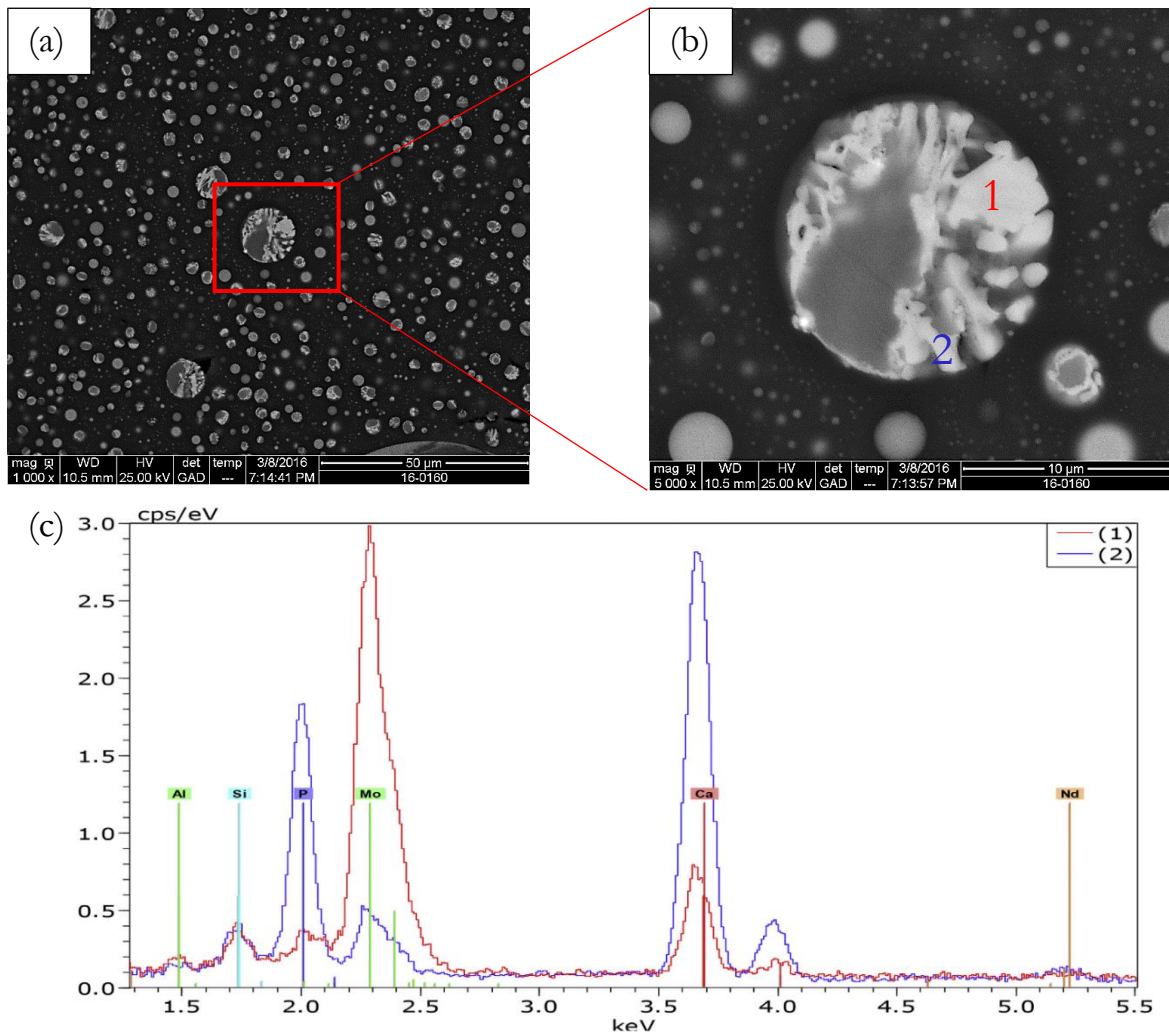 (a)
mag WD HV det temp 3/8/2016 50 µm
1 000 x 10.5 mm 25.00 kV GAD --- 7:14:41 PM 16-0160
(b)
1
2
mag WD HV det temp 3/8/2016 10 µm
5 000 x 10.5 mm 25.00 kV GAD --- 7:13:57 PM 16-0160
(c)
cps/eV
(1)
(2)
3.0
2.5
2.0
1.5
1.0
0.5
0.0
Al Si P Mo Ca Nd
1.5 2.0 2.5 3.0 3.5 4.0 4.5 5.0 5.5
keV